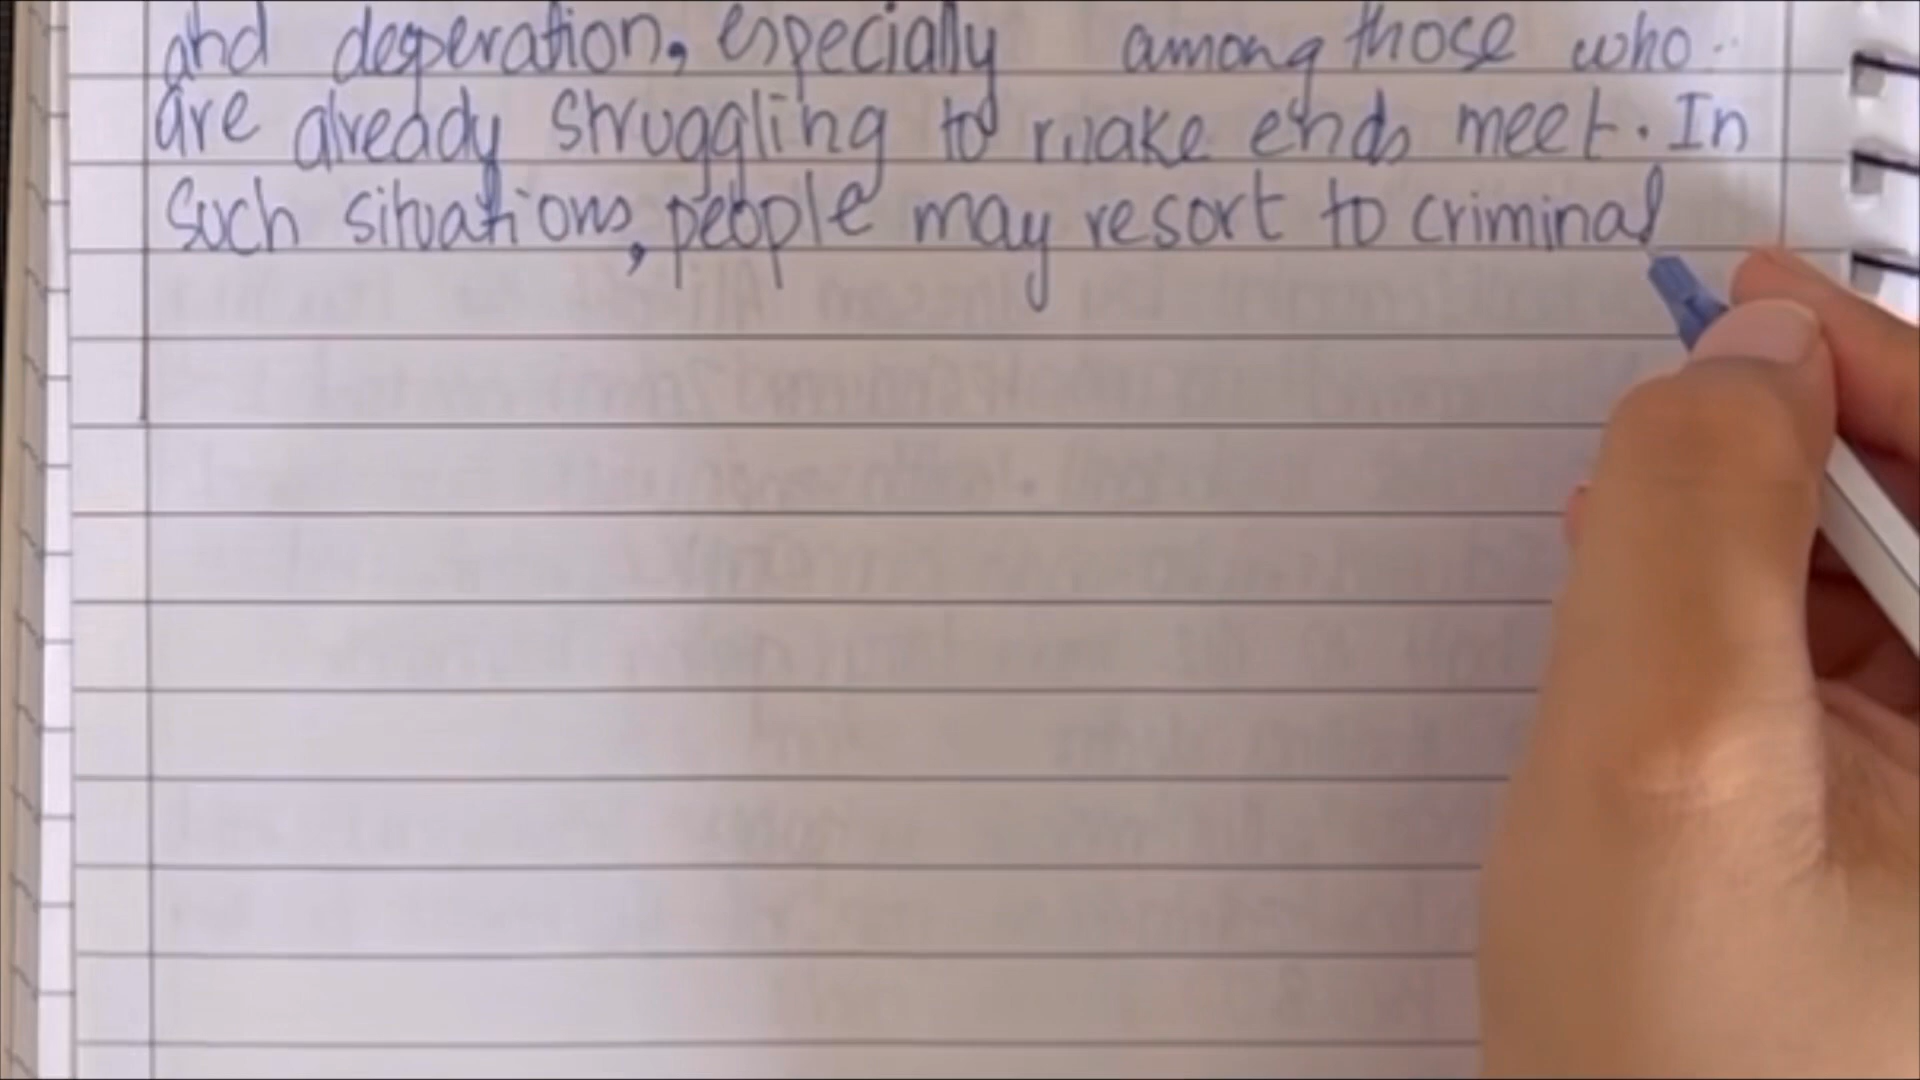 and desperation, especially among those who
are already struggling to make ends meet. In
such situations, people may resort to criminal